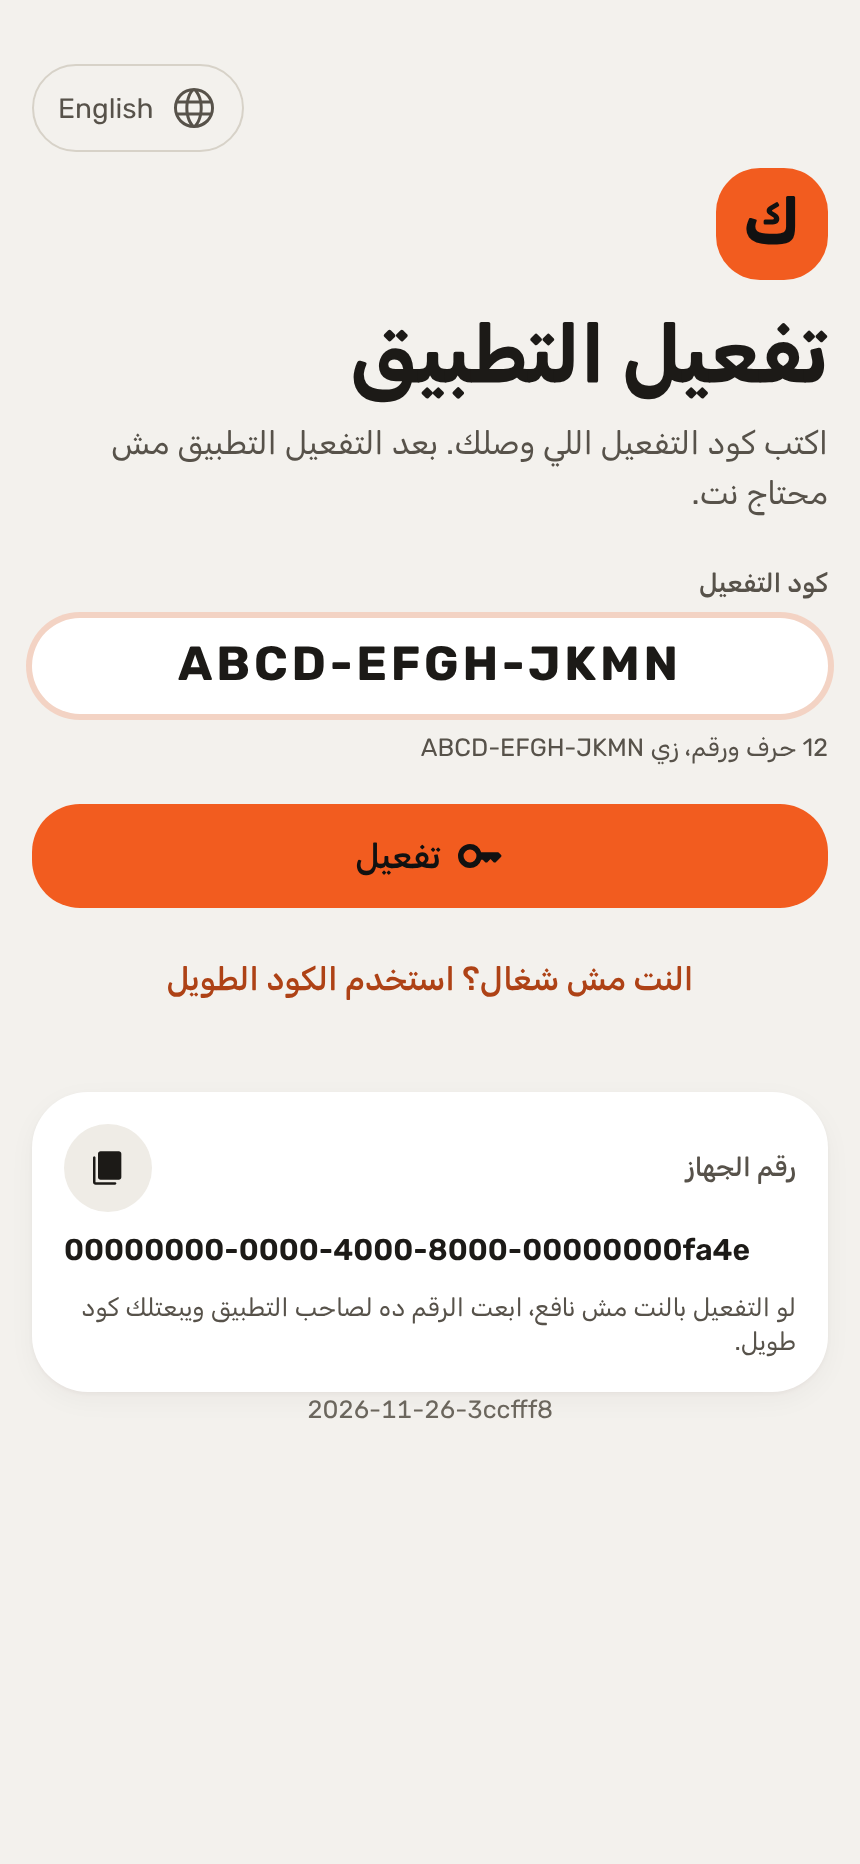 English
ك
تفعيل التطبيق
اكتب كود التفعيل اللي وصلك. بعد التفعيل التطبيق مش
محتاج نت.
كود التفعيل
ABCD-EFGH-JKMN
12 حرف ورقم، زي ABCD-EFGH-JKMN
تفعيل
النت مش شغال؟ استخدم الكود الطويل
رقم الجهاز
00000000-0000-4000-8000-00000000fa4e
لو التفعيل بالنت مش نافع، ابعت الرقم ده لصاحب التطبيق ويبعتلك كود
طويل.
2026-11-26-3ccfff8